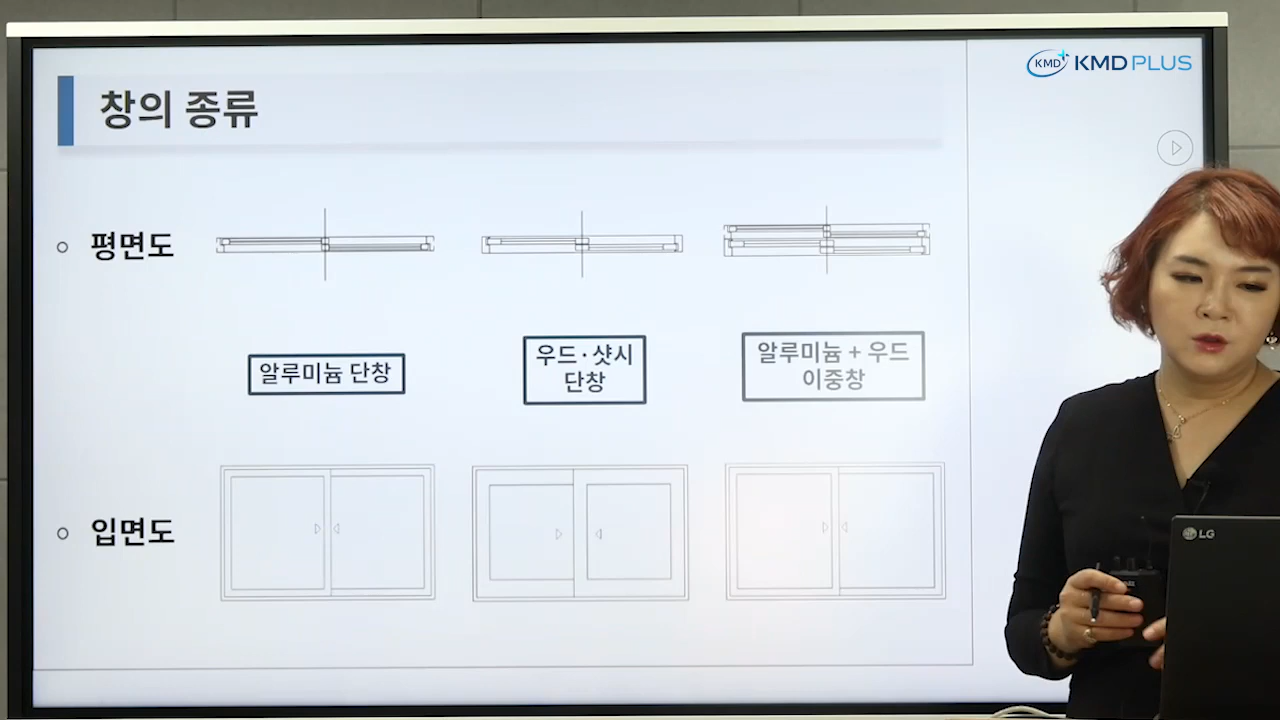 KMD KMD PLUS
창의 종류
평면도
알루미늄 단창
우드·샷시
단창
알루미늄 + 우드
이중창
입면도
LG